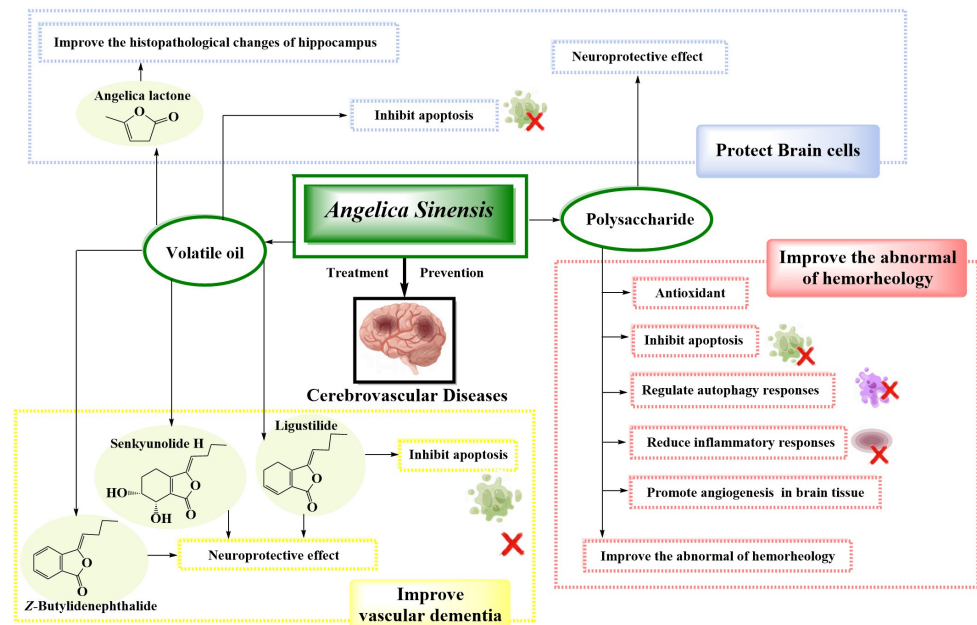 Improve the histopathological changes of hippocampus
Angelica lactone
O
O
Inhibit apoptosis
Neuroprotective effect
Protect Brain cells
Angelica Sinensis
Volatile oil
Polysaccharide
Treatment
Prevention
Cerebrovascular Diseases
Improve the abnormal
of hemorheology
Antioxidant
Inhibit apoptosis
Regulate autophagy responses
Reduce inflammatory responses
Promote angiogenesis in brain tissue
Improve the abnormal of hemorheology
Senkyunolide H
O
HO
OH
O
Ligustilide
O
O
Inhibit apoptosis
O
O
Z-Butylidenephthalide
Neuroprotective effect
Improve
vascular dementia